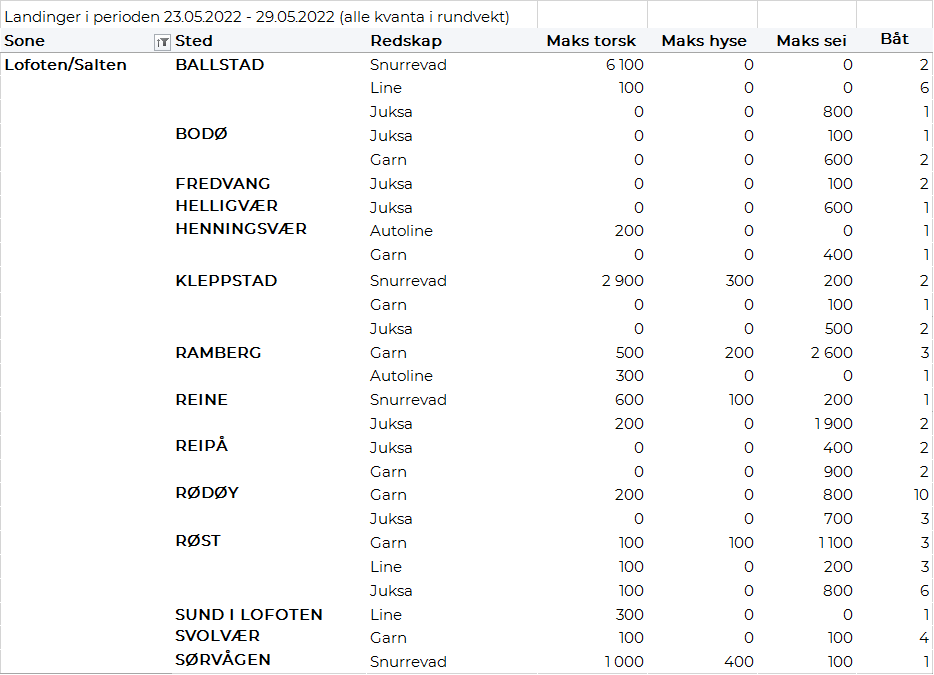 Landinger i perioden 23.05.2022 - 29.05.2022 (alle kvanta i rundvekt)
Sone Sted Redskap Maks torsk Maks hyse Maks sei Båt
Lofoten/Salten BALLSTAD Snurrevad 6 100 0 0 2
Line 100 0 0 6
Juksa 0 0 800 1
BODØ Juksa 0 0 100 1
Garn 0 0 600 2
FREDVANG Juksa 0 0 100 2
HELLIGVÆR Juksa 0 0 600 1
HENNINGSVÆR Autoline 200 0 0 1
Garn 0 0 400 1
KLEPPSTAD Snurrevad 2 900 300 200 2
Garn 0 0 100 1
Juksa 0 0 500 2
RAMBERG Garn 500 200 2 600 3
Autoline 300 0 0 1
REINE Snurrevad 600 100 200 1
Juksa 200 0 1 900 2
REIPÅ Juksa 0 0 400 2
Garn 0 0 900 2
RØDØY Garn 200 0 800 10
Juksa 0 0 700 3
RØST Garn 100 100 1 100 3
Line 100 0 200 3
Juksa 100 0 800 6
SUND I LOFOTEN Line 300 0 0 1
SVOLVÆR Garn 100 0 100 4
SØRVÅGEN Snurrevad 1 000 400 100 1